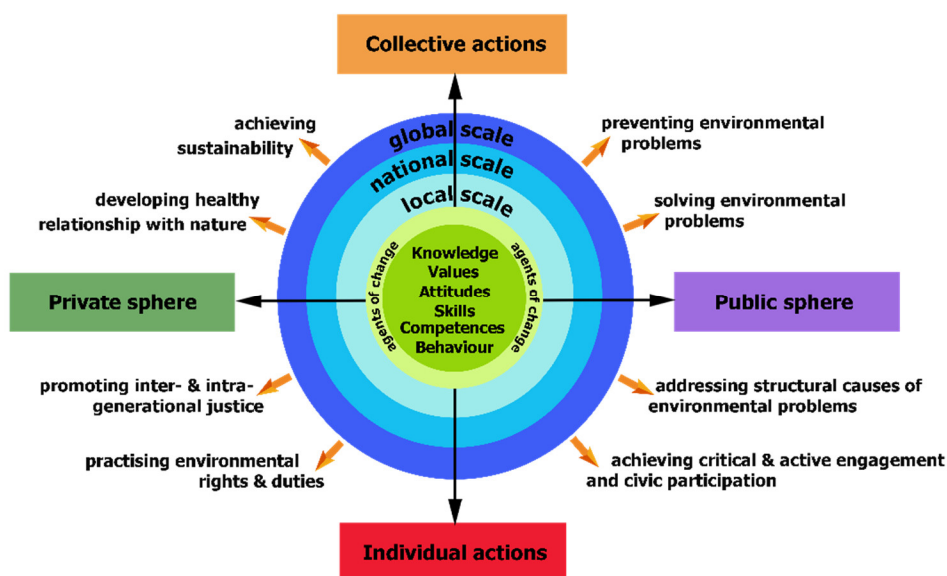 Collective actions
achieving
sustainability
developing healthy
relationship with nature
preventing environmental
problems
solving environmental
problems
global scale
national scale
local scale
agents of change
agents of change
Knowledge
Values
Attitudes
Skills
Competences
Behaviour
Private sphere
Public sphere
promoting inter- & intra-
generational justice
practising environmental
rights & duties
addressing structural causes of
environmental problems
achieving critical & active engagement
and civic participation
Individual actions